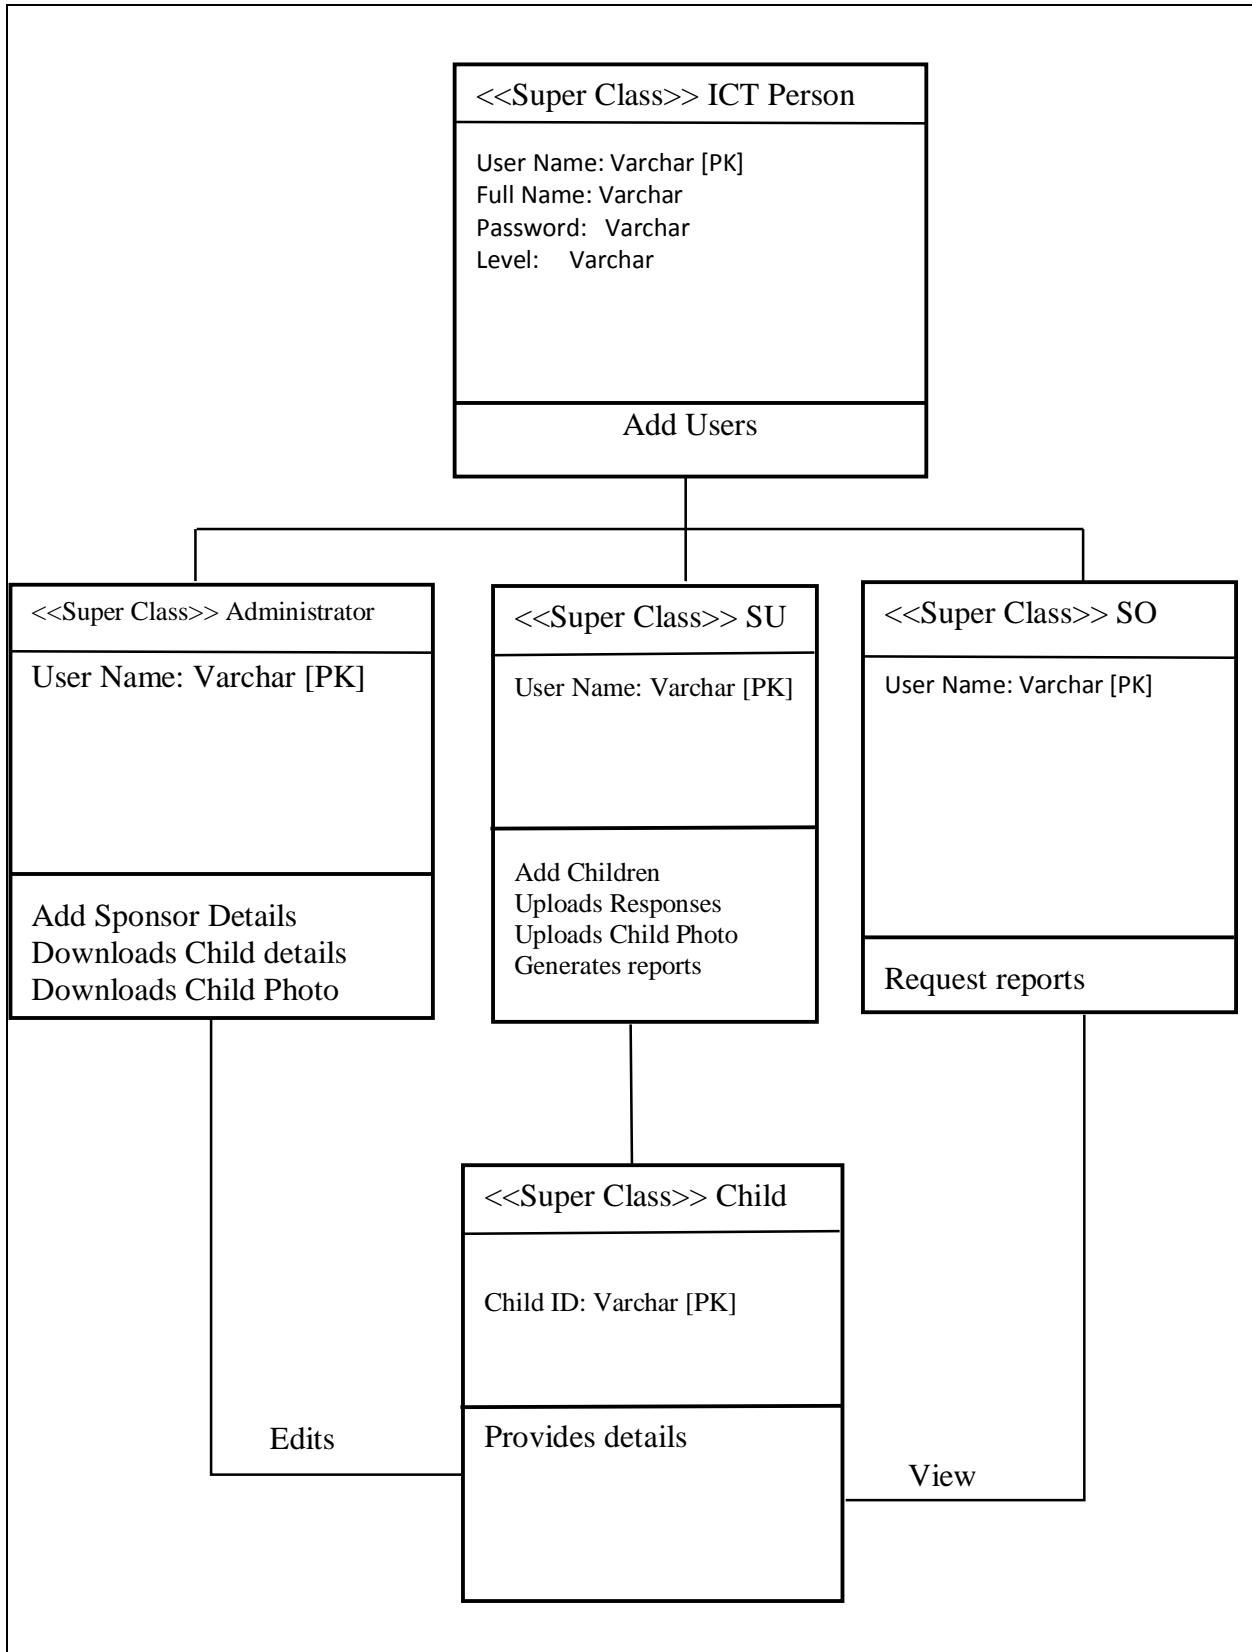 <<Super Class>> ICT Person
User Name: Varchar [PK]
Full Name: Varchar
Password: Varchar
Level: Varchar
Add Users
<<Super Class>> Administrator
User Name: Varchar [PK]
Add Sponsor Details
Downloads Child details
Downloads Child Photo
<<Super Class>> SU
User Name: Varchar [PK]
Add Children
Uploads Responses
Uploads Child Photo
Generates reports
<<Super Class>> SO
User Name: Varchar [PK]
Request reports
<<Super Class>> Child
Child ID: Varchar [PK]
Provides details
Edits
View